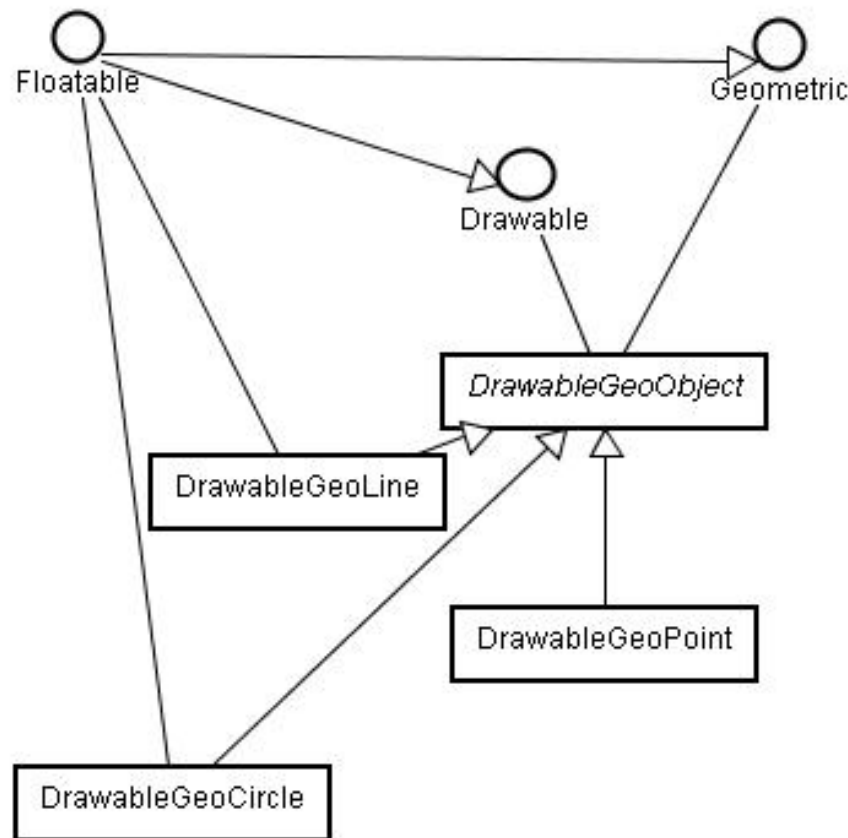 Floatable
Geometric
Drawable
DrawableGeoObject
DrawableGeoLine
DrawableGeoPoint
DrawableGeoCircle